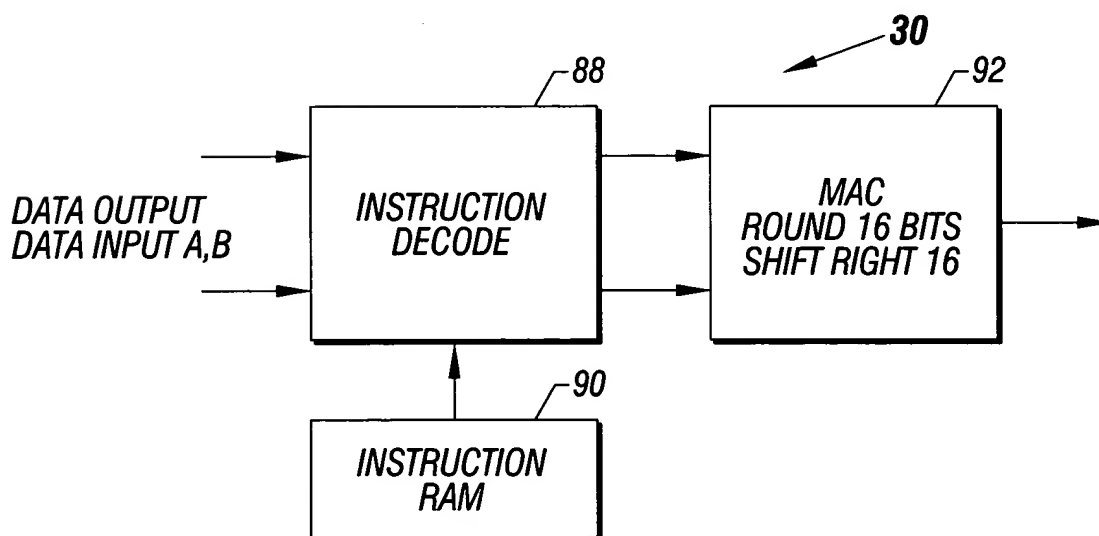 30
88
92
DATA OUTPUT
DATA INPUT A,B
INSTRUCTION
DECODE
MAC
ROUND 16 BITS
SHIFT RIGHT 16
90
INSTRUCTION
RAM